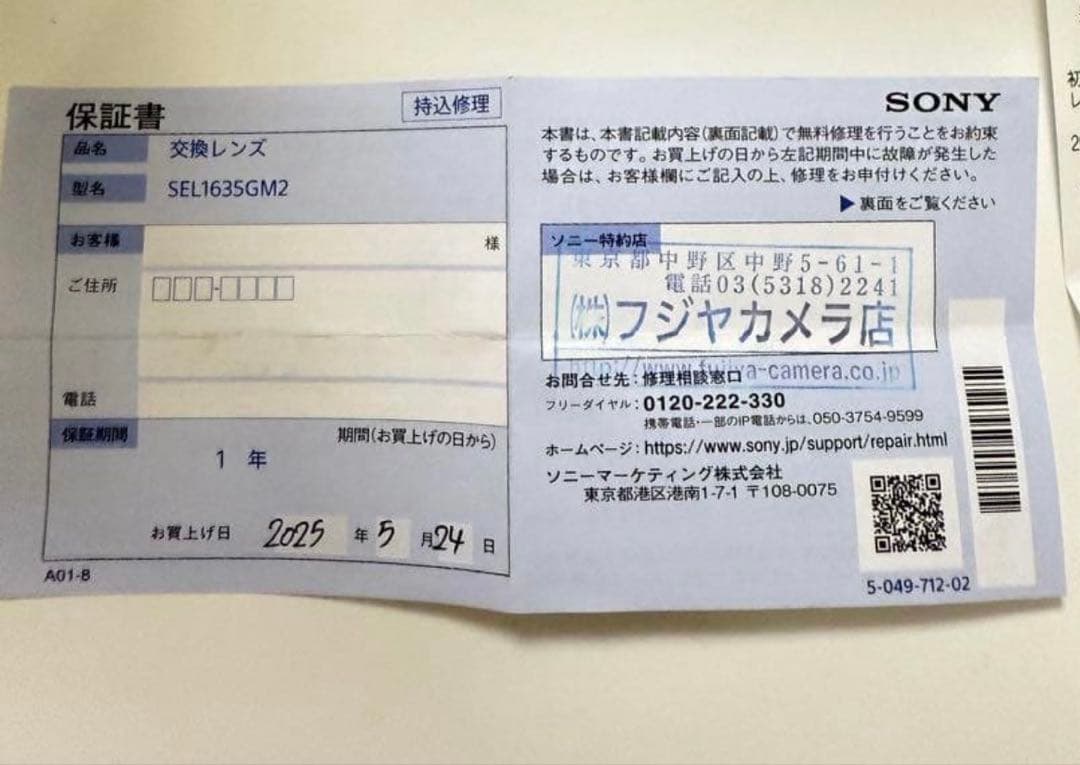 保証書
持込修理
品名 交換レンズ
型名 SEL1635GM2
お客様 様
ご住所
電話
保証期間 期間(お買上げの日から)
1 年
お買上げ日 2025 年 5 月 24 日
A01-8
SONY
本書は、本書記載内容(裏面記載)で無料修理を行うことをお約束
するものです。お買上げの日から左記期間中に故障が発生した
場合は、お客様欄にご記入の上、修理をお申付けください。
▶裏面をご覧ください
ソニー特約店
東京都中野区中野5-61-1
電話03(5318)2241
㈱フジヤカメラ店
http://www.fujiya-camera.co.jp
お問合せ先:修理相談窓口
フリーダイヤル:0120-222-330
携帯電話・一部のIP電話からは、050-3754-9599
ホームページ:https://www.sony.jp/support/repair.html
ソニーマーケティング株式会社
東京都港区港南1-7-1 〒108-0075
5-049-712-02
初
レ
2